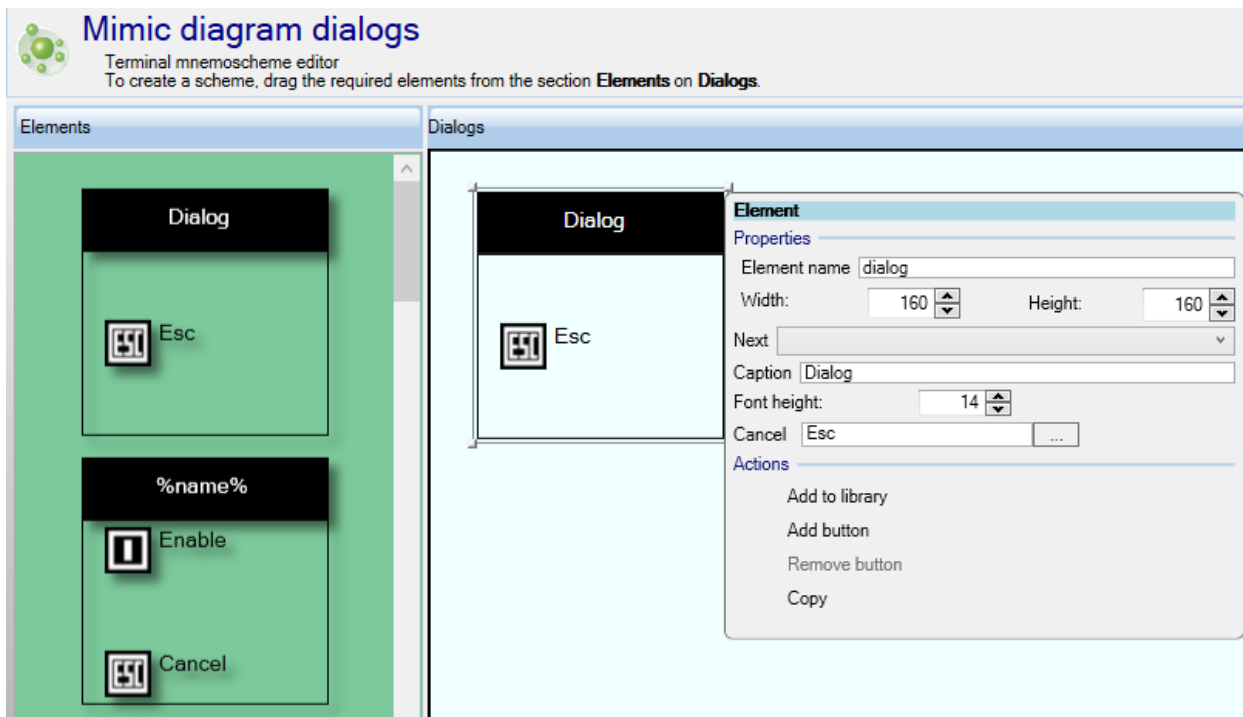 Mimic diagram dialogs
Terminal mnemoscheme editor
To create a scheme, drag the required elements from the section Elements on Dialogs.
Elements
Dialogs
Dialog
Esc
%name%
Enable
Cancel
Dialog
Esc
Element
Properties
Element name dialog
Width: 160 Height: 160
Next
Caption Dialog
Font height: 14
Cancel Esc ...
Actions
Add to library
Add button
Remove button
Copy